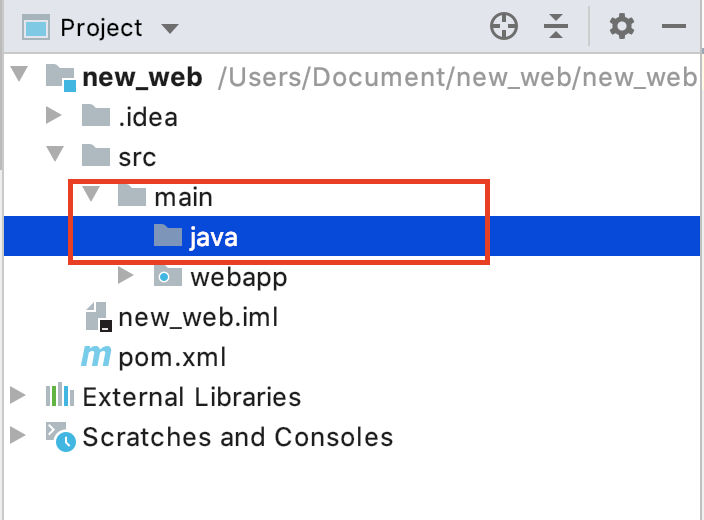 Project
new_web /Users/Document/new_web/new_web
.idea
src
main
java
webapp
new_web.iml
m pom.xml
External Libraries
Scratches and Consoles